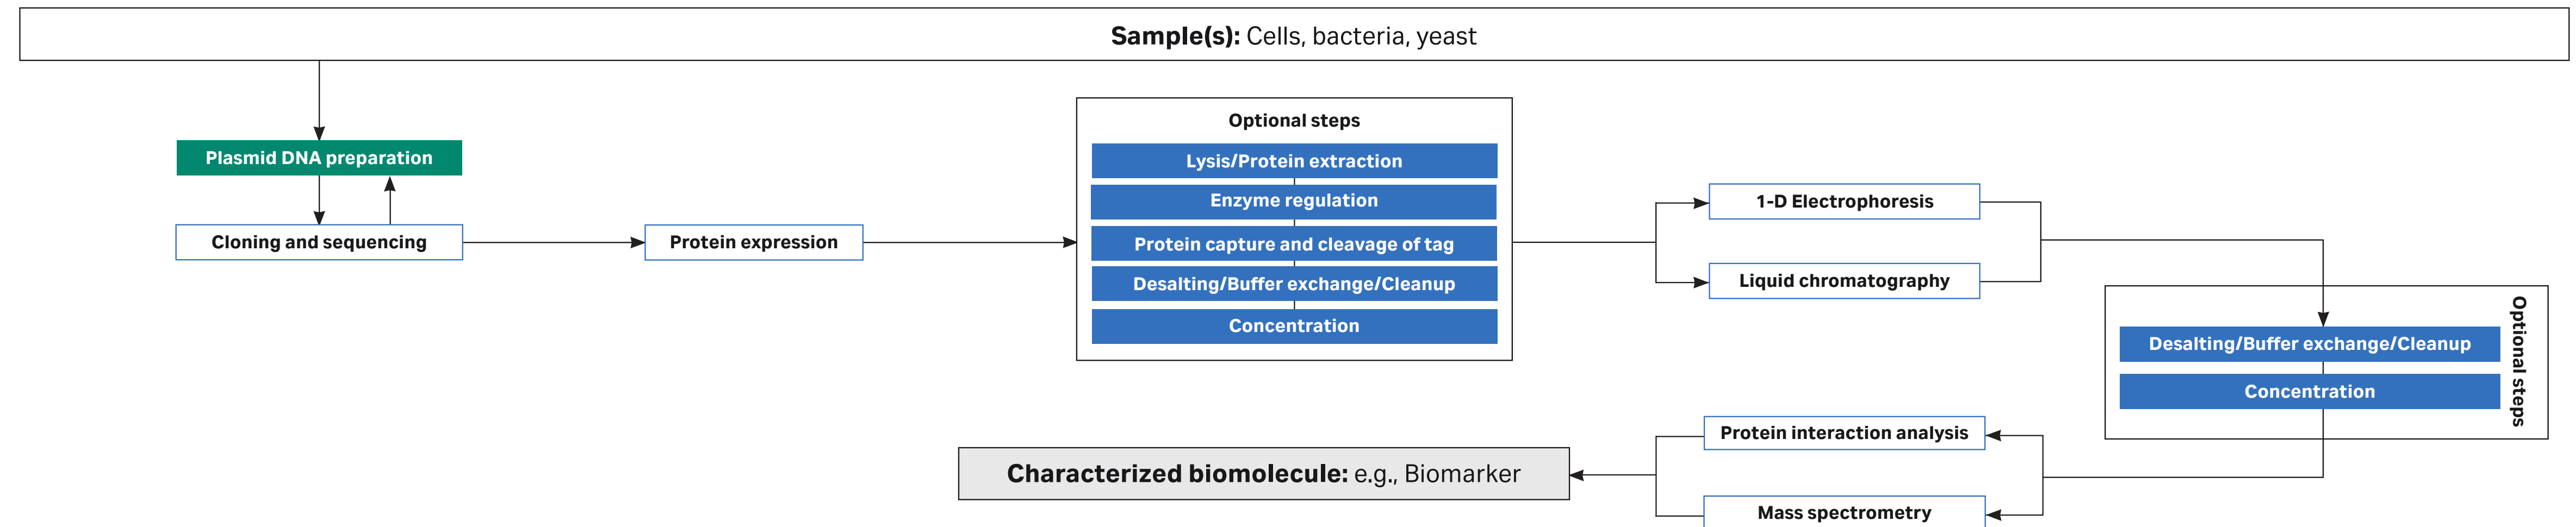 Sample(s): Cells, bacteria, yeast
Plasmid DNA preparation
Cloning and sequencing
Protein expression
Optional steps
Lysis/Protein extraction
Enzyme regulation
Protein capture and cleavage of tag
Desalting/Buffer exchange/Cleanup
Concentration
1-D Electrophoresis
Liquid chromatography
Optional steps
Desalting/Buffer exchange/Cleanup
Concentration
Protein interaction analysis
Mass spectrometry
Characterized biomolecule: e.g., Biomarker